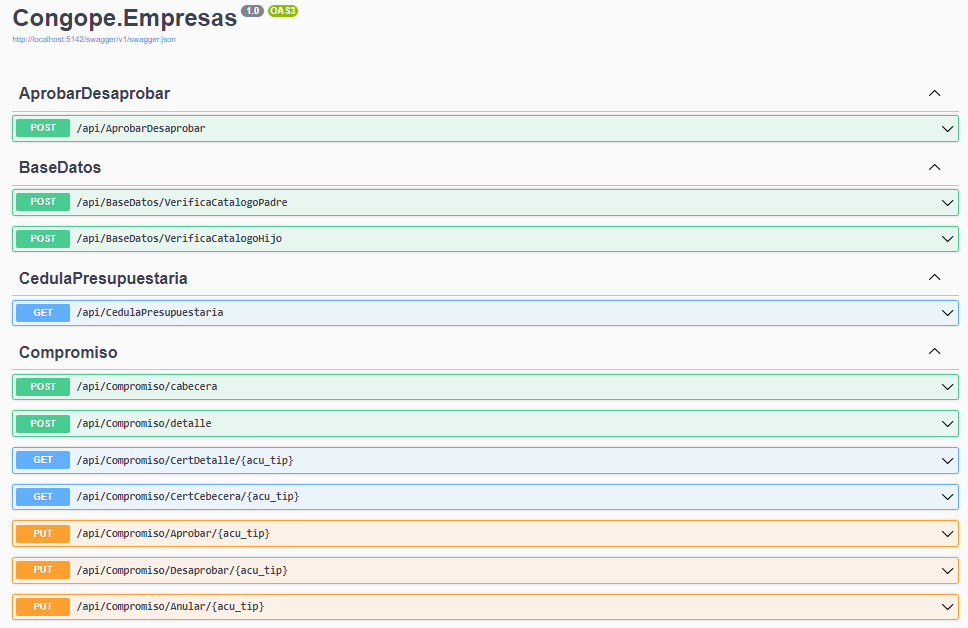 Congope.Empresas 1.0 OAS3
http://localhost:5142/swagger/v1/swagger.json
AprobarDesaprobar
POST /api/AprobarDesaprobar
BaseDatos
POST /api/BaseDatos/VerificaCatalogoPadre
POST /api/BaseDatos/VerificaCatalogoHijo
CedulaPresupuestaria
GET /api/CedulaPresupuestaria
Compromiso
POST /api/Compromiso/cabecera
POST /api/Compromiso/detalle
GET /api/Compromiso/CertDetalle/{acu_tip}
GET /api/Compromiso/CertCebecera/{acu_tip}
PUT /api/Compromiso/Aprobar/{acu_tip}
PUT /api/Compromiso/Desaprobar/{acu_tip}
PUT /api/Compromiso/Anular/{acu_tip}